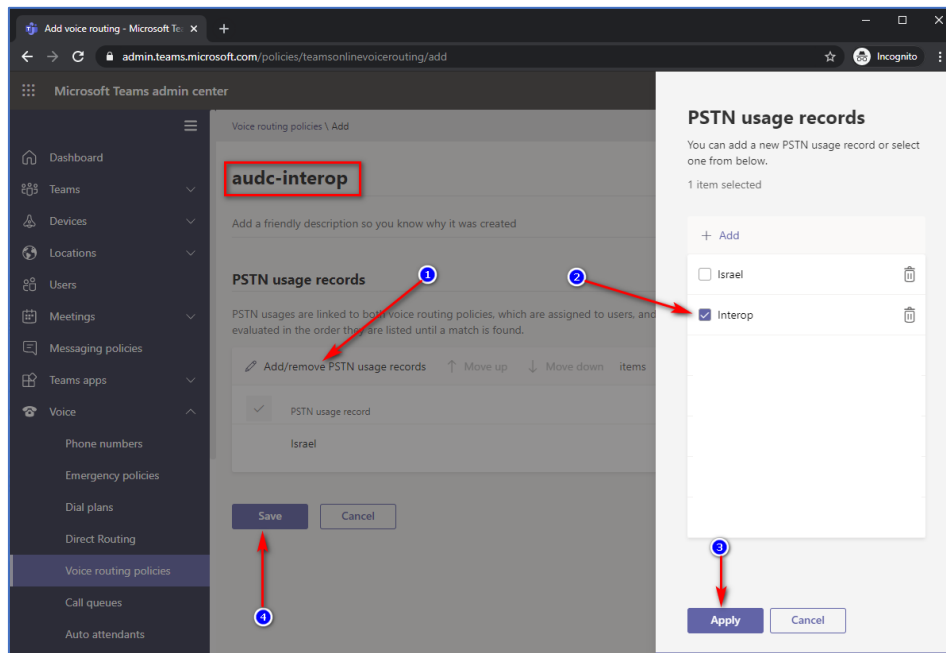 Add voice routing - Microsoft Te
admin.teams.microsoft.com/policies/teamsonlinevoicerouting/add
Incognito
Microsoft Teams admin center
Dashboard
Teams
Devices
Locations
Users
Meetings
Messaging policies
Teams apps
Voice
Phone numbers
Emergency policies
Dial plans
Direct Routing
Voice routing policies
Call queues
Auto attendants
Voice routing policies \ Add
audc-interop
Add a friendly description so you know why it was created
PSTN usage records
1
PSTN usages are linked to both voice routing policies, which are assigned to users, and
evaluated in the order they are listed until a match is found.
Add/remove PSTN usage records Move up Move down items
PSTN usage record
Israel
Save Cancel
4
PSTN usage records
You can add a new PSTN usage record or select
one from below.
1 item selected
+ Add
Israel
2
Interop
3
Apply Cancel